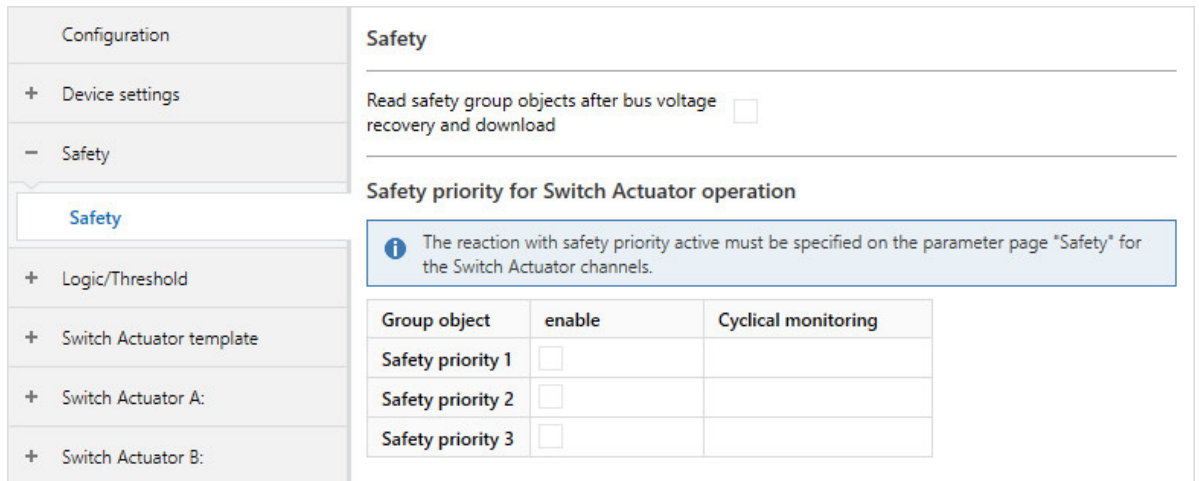 Configuration
+ Device settings
− Safety
Safety
+ Logic/Threshold
+ Switch Actuator template
+ Switch Actuator A:
+ Switch Actuator B:
Safety
Read safety group objects after bus voltage
recovery and download
Safety priority for Switch Actuator operation
The reaction with safety priority active must be specified on the parameter page "Safety" for
the Switch Actuator channels.
Group object enable Cyclical monitoring
Safety priority 1
Safety priority 2
Safety priority 3